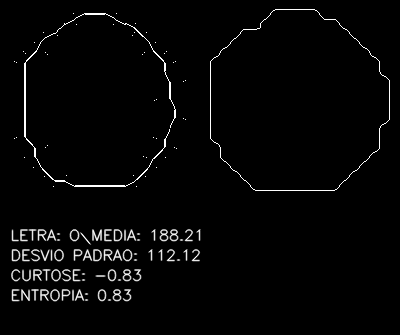 LETRA: O\MEDIA: 188.21
DESVIO PADRAO: 112.12
CURTOSE: -0.83
ENTROPIA: 0.83